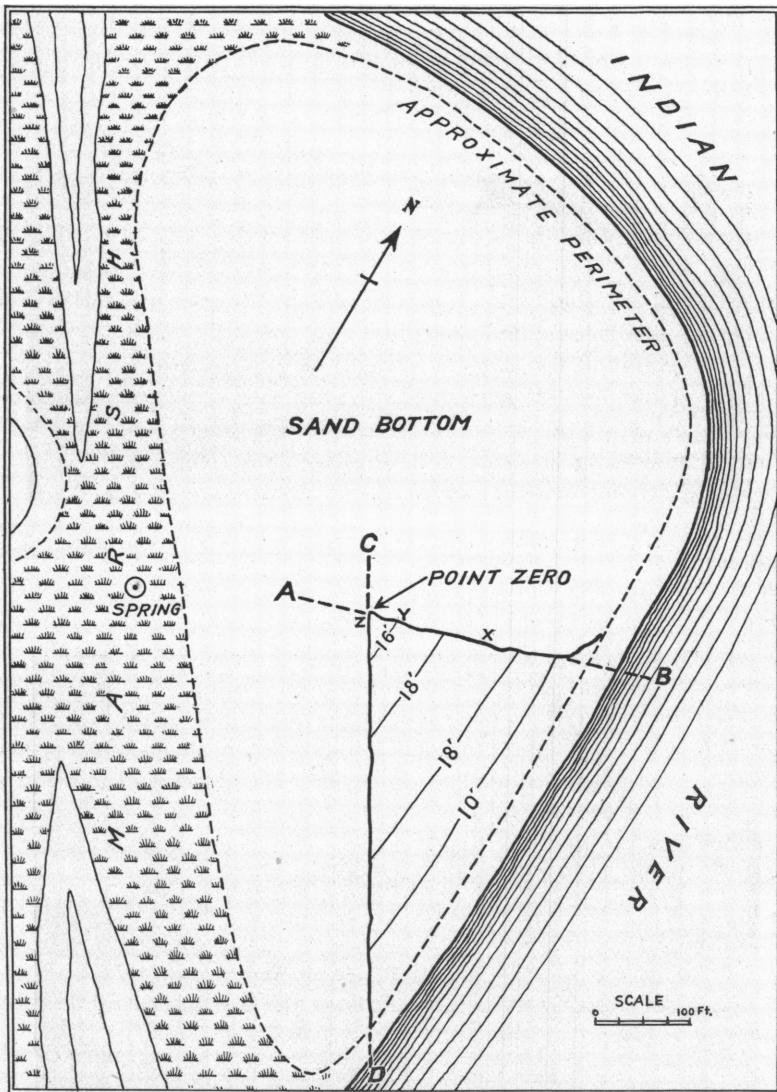 INDIAN
APPROXIMATE PERIMETER
N
MARSH
SAND BOTTOM
C
A
POINT ZERO
SPRING
Z
Y
16'
X
18'
B
18'
10'
RIVER
SCALE
0 100 Ft.
D